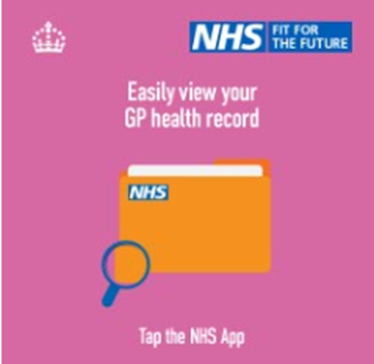 NHS FIT FOR
THE FUTURE
Easily view your
GP health record
NHS
Tap the NHS App